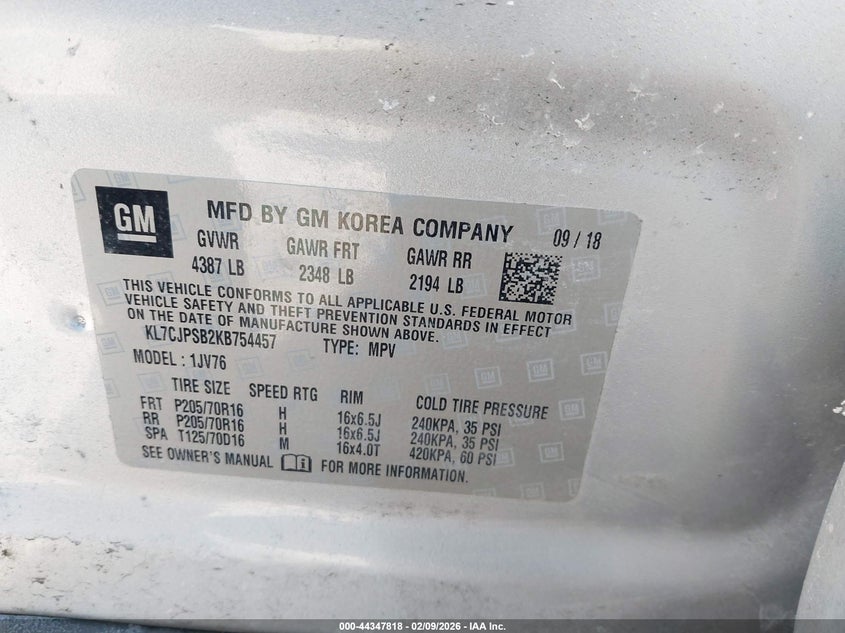 GM
MFD BY GM KOREA COMPANY 09 / 18
GVWR GAWR FRT GAWR RR
4387 LB 2348 LB 2194 LB
THIS VEHICLE CONFORMS TO ALL APPLICABLE U.S. FEDERAL MOTOR
VEHICLE SAFETY AND THEFT PREVENTION STANDARDS IN EFFECT
ON THE DATE OF MANUFACTURE SHOWN ABOVE.
KL7CJPSB2KB754457 TYPE: MPV
MODEL : 1JV76
TIRE SIZE SPEED RTG RIM COLD TIRE PRESSURE
FRT P205/70R16 H 16x6.5J 240KPA, 35 PSI
RR P205/70R16 H 16x6.5J 240KPA, 35 PSI
SPA T125/70D16 M 16x4.0T 420KPA, 60 PSI
SEE OWNER'S MANUAL FOR MORE INFORMATION.
000-44347818 - 02/09/2026 - IAA Inc.